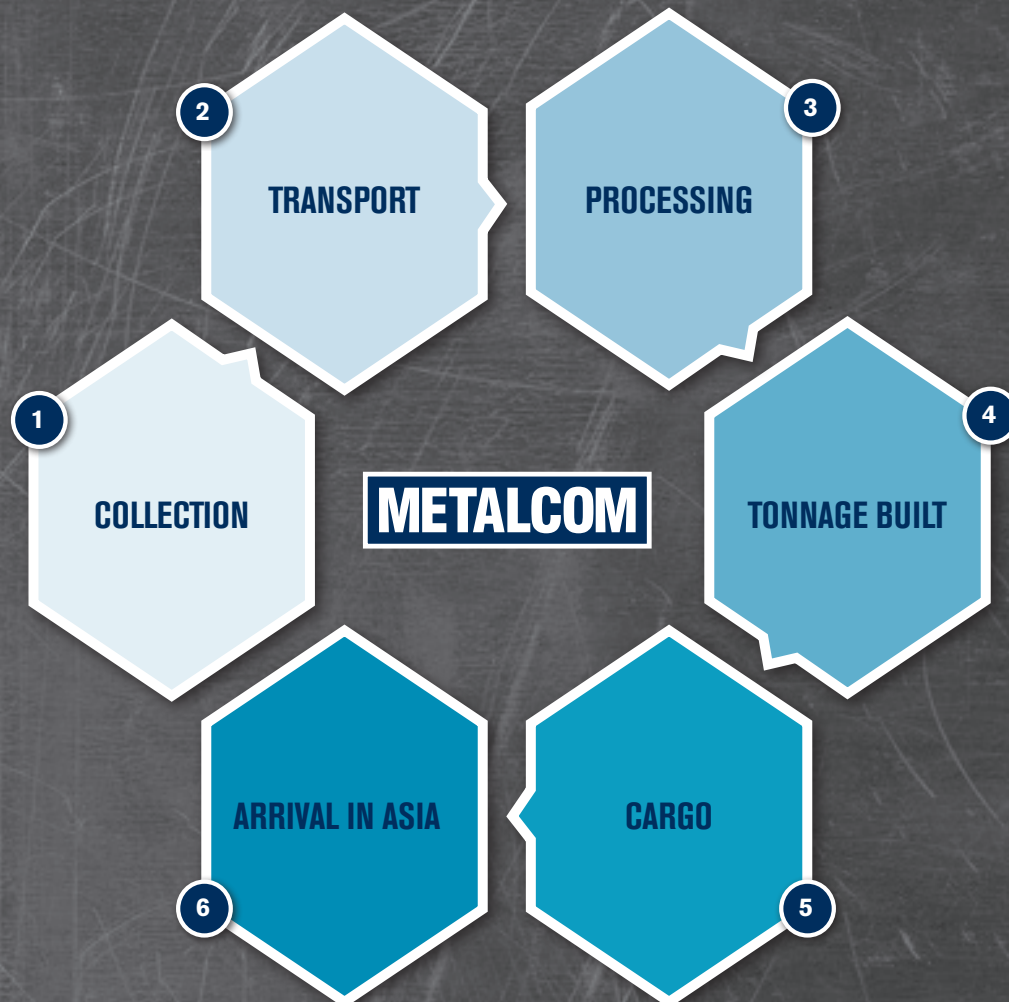 2
TRANSPORT
3
PROCESSING
1
COLLECTION
METALCOM
4
TONNAGE BUILT
6
ARRIVAL IN ASIA
5
CARGO